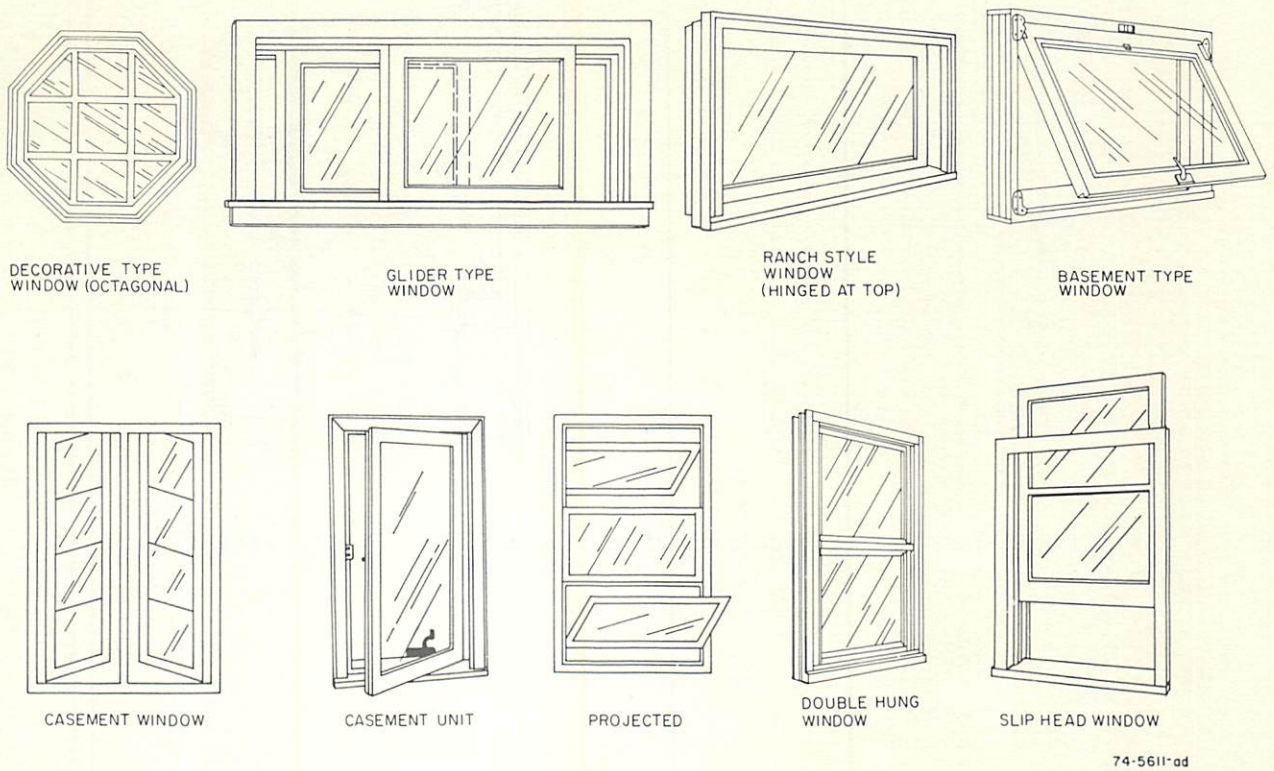 DECORATIVE TYPE
WINDOW (OCTAGONAL)
GLIDER TYPE
WINDOW
RANCH STYLE
WINDOW
(HINGED AT TOP)
BASEMENT TYPE
WINDOW
CASEMENT WINDOW
CASEMENT UNIT
PROJECTED
DOUBLE HUNG
WINDOW
SLIP HEAD WINDOW
74-5611-ad